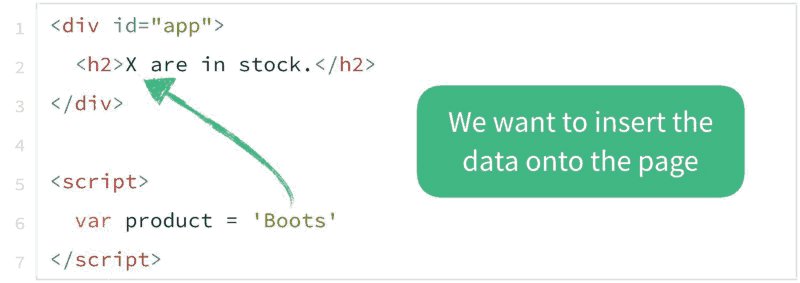 1 <div id="app">
2 <h2>X are in stock.</h2>
3 </div>
4
5 <script>
6 var product = 'Boots'
7 </script>
We want to insert the
data onto the page